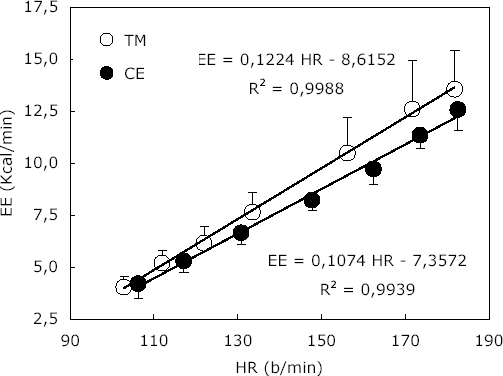 17,5
15,0
12,5
10,0
7,5
5,0
2,5
EE (Kcal/min)
TM
CE
EE = 0,1224 HR - 8,6152
R² = 0,9988
EE = 0,1074 HR - 7,3572
R² = 0,9939
90 110 130 150 170 190
HR (b/min)